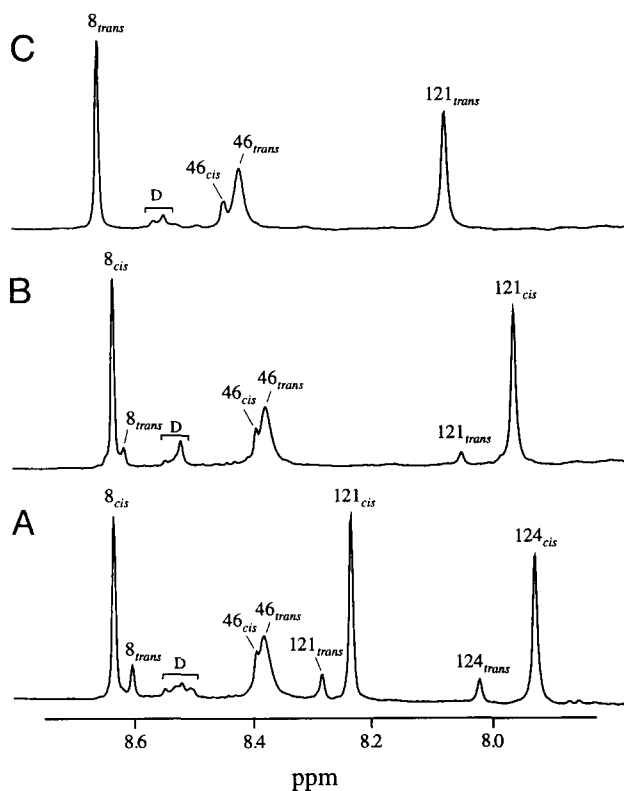 C
8trans
D
46cis
46trans
121trans
B
8cis
8trans
D
46cis
46trans
121trans
121cis
A
8cis
8trans
D
46cis
46trans
121trans
121cis
124trans
124cis
8.6
8.4
8.2
8.0
ppm